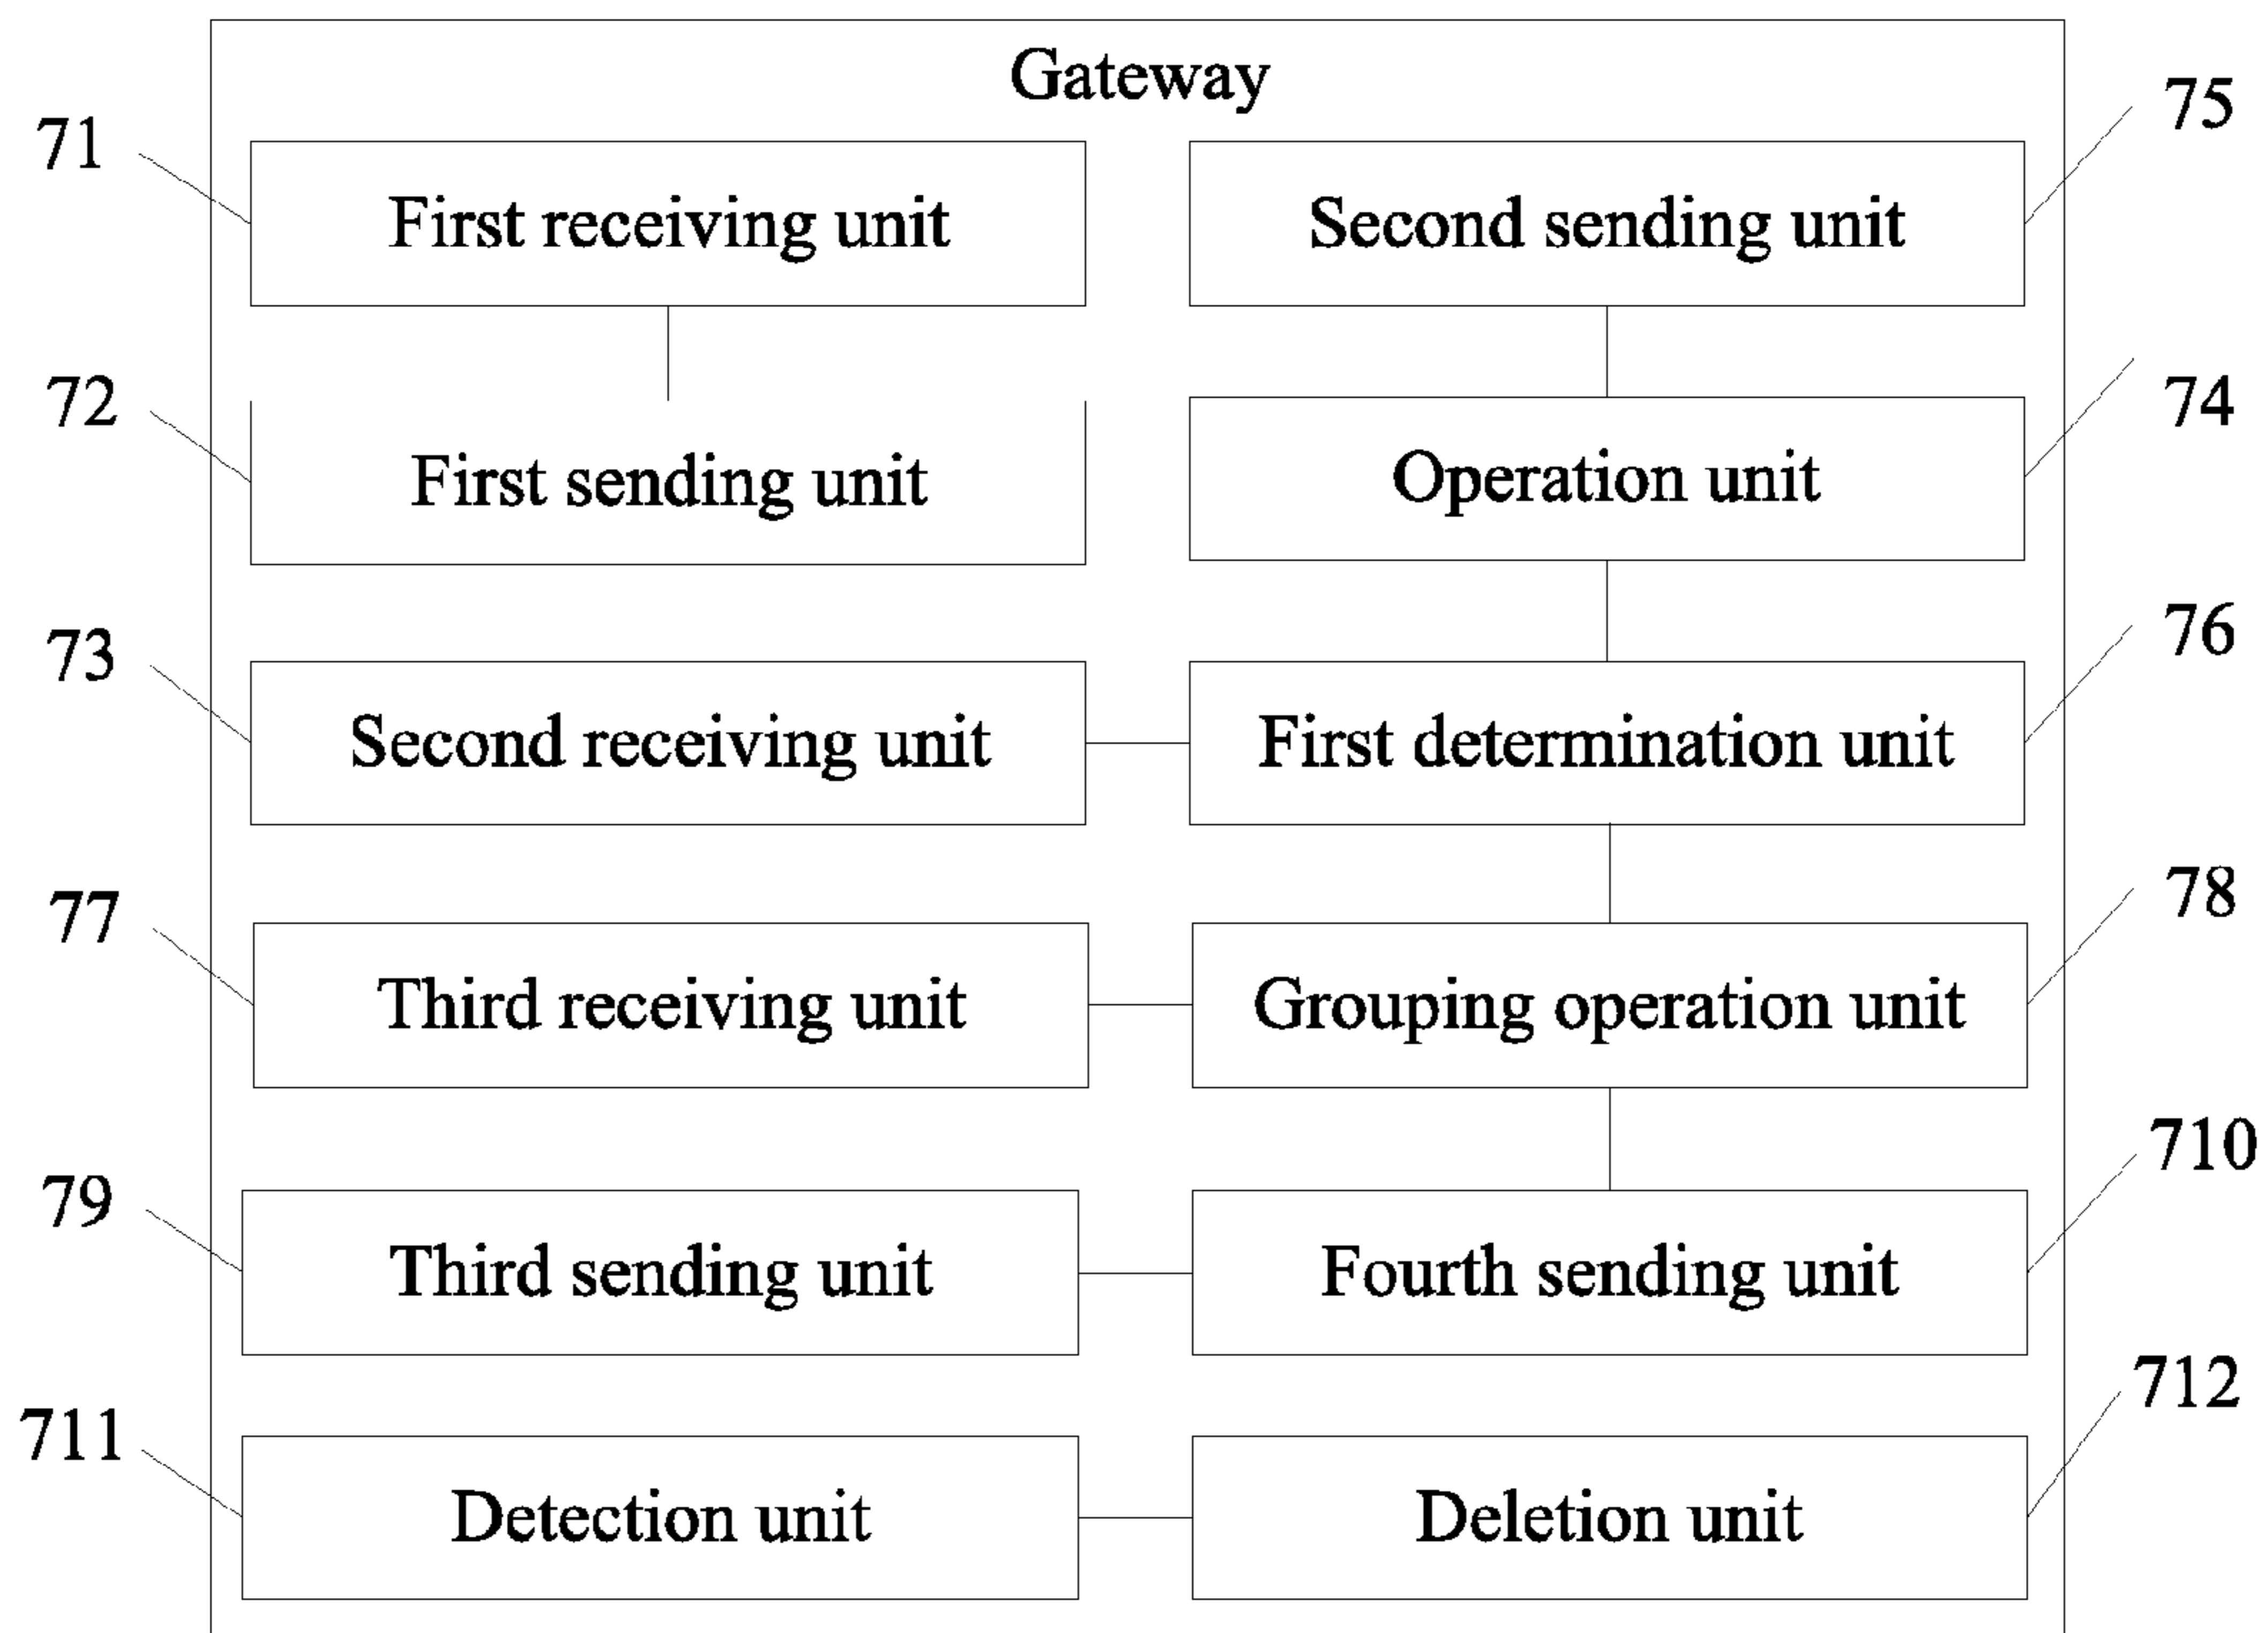 Gateway
71
First receiving unit
Second sending unit
75
72
First sending unit
Operation unit
74
73
Second receiving unit
First determination unit
76
77
Third receiving unit
Grouping operation unit
78
79
Third sending unit
Fourth sending unit
710
711
Detection unit
Deletion unit
712